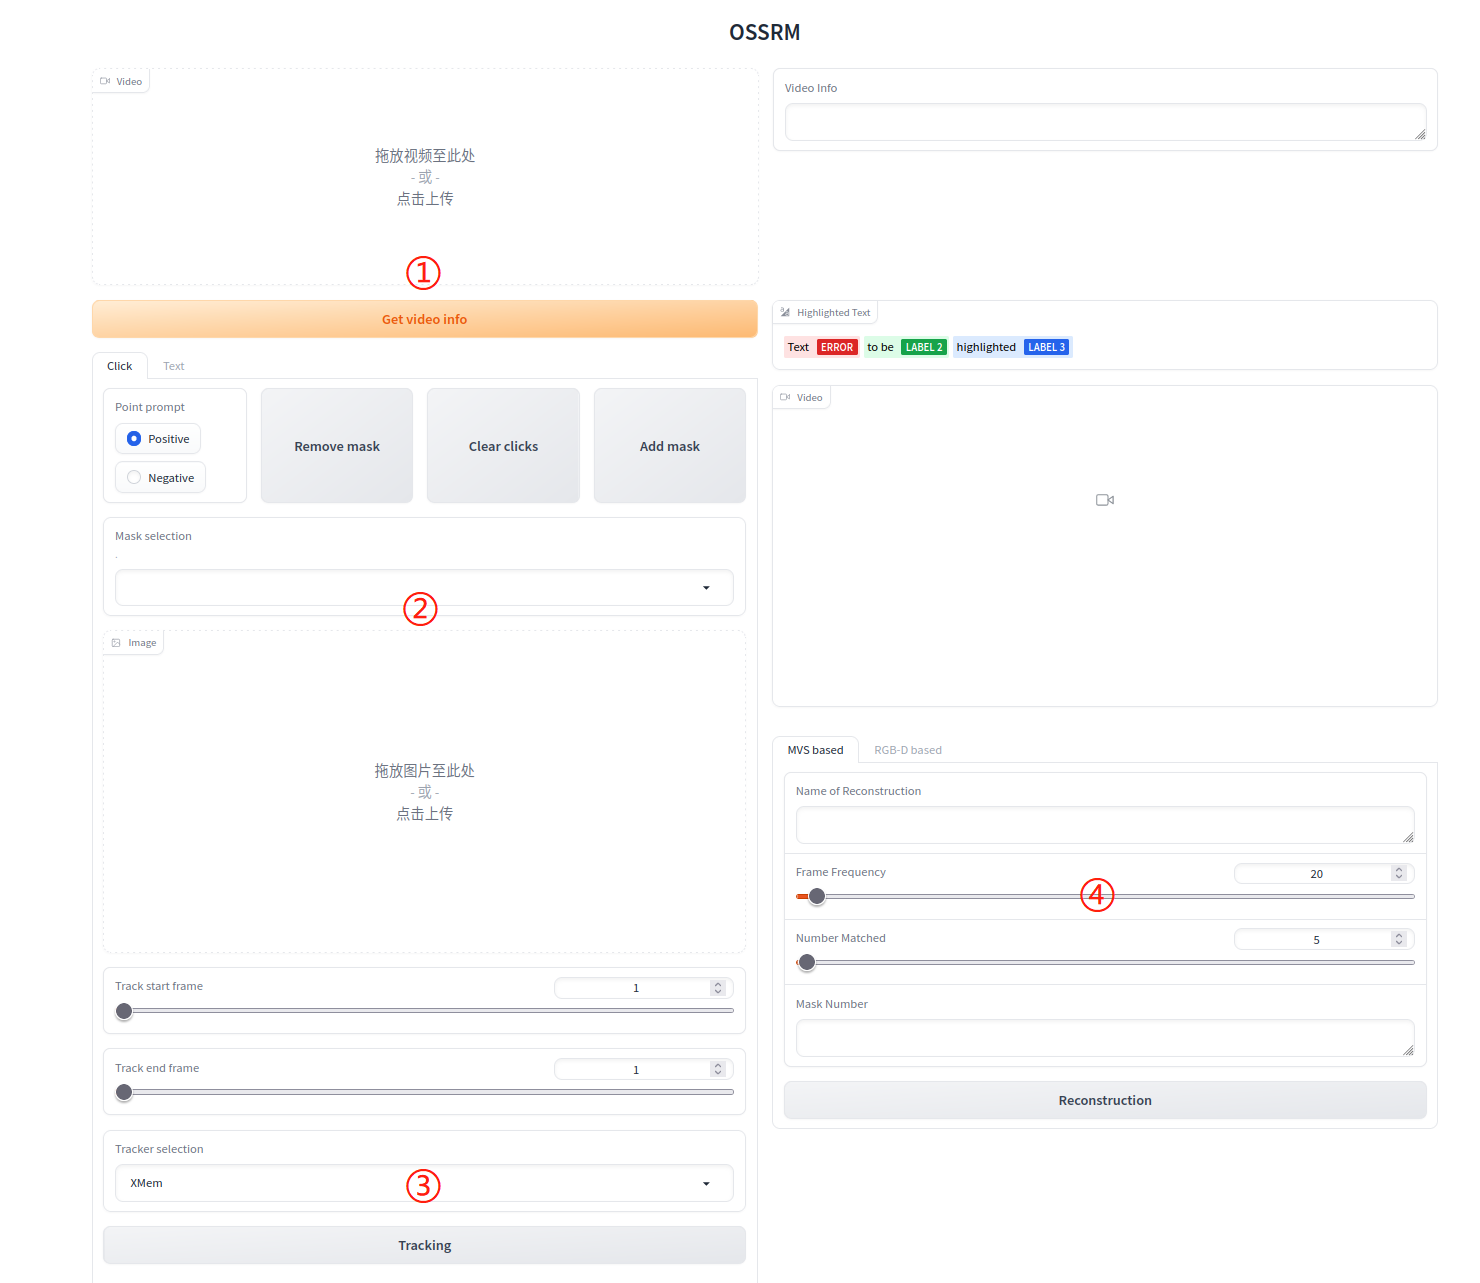 OSSRM
Video
拖放视频至此处
- 或 -
点击上传
①
Get video info
Click
Text
Point prompt
Positive
Negative
Remove mask
Clear clicks
Add mask
Mask selection
.
②
Image
拖放图片至此处
- 或 -
点击上传
Track start frame
1
Track end frame
1
Tracker selection
XMem
③
Tracking
Video Info
Highlighted Text
Text ERROR to be LABEL 2 highlighted LABEL 3
Video
MVS based
RGB-D based
Name of Reconstruction
Frame Frequency
20
④
Number Matched
5
Mask Number
Reconstruction